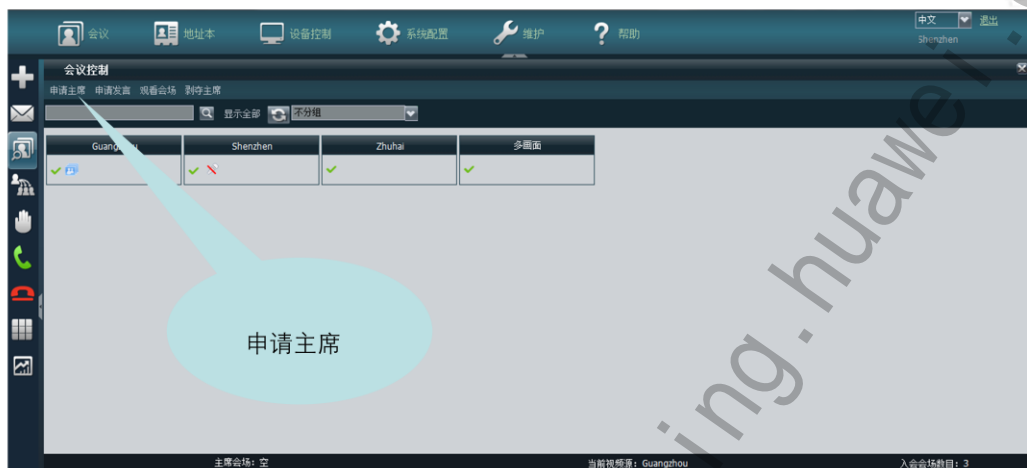 会议 地址本 设备控制 系统配置 维护 ? 帮助 中文 退出
Shenzhen
会议控制
申请主席 申请发言 观看会场 剥夺主席
显示全部 不分组
Shenzhen Zhuhai 多画面
申请主席
主席会场：空 当前视频源：Guangzhou 入会会场数目：3
ing.huawei.